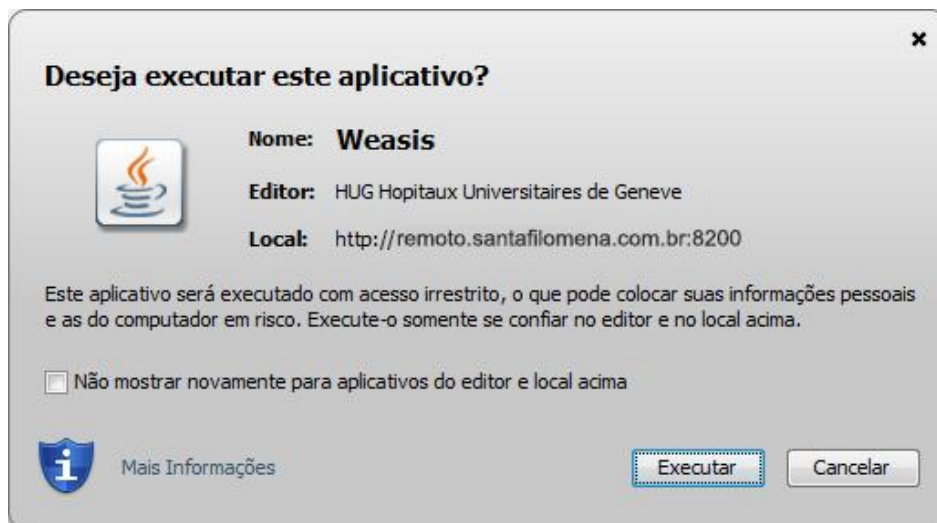 Deseja executar este aplicativo?
Nome: Weasis
Editor: HUG Hopitaux Universitaires de Geneve
Local: http://remoto.santafilomena.com.br:8200
Este aplicativo será executado com acesso irrestrito, o que pode colocar suas informações pessoais
e as do computador em risco. Execute-o somente se confiar no editor e no local acima.
Não mostrar novamente para aplicativos do editor e local acima
Mais Informações
Executar
Cancelar